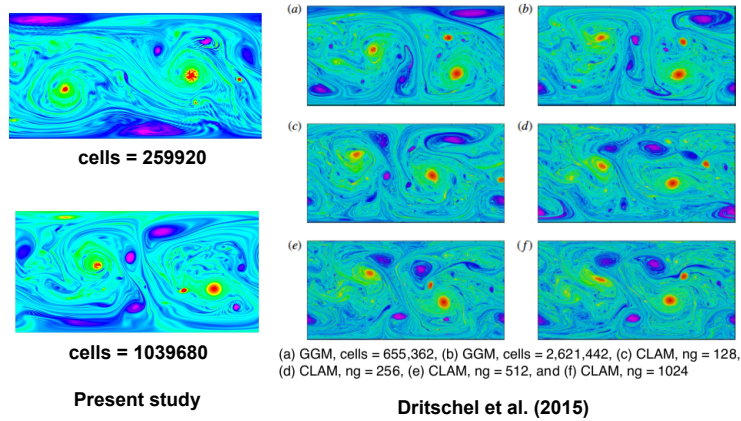 cells = 259920
cells = 1039680
Present study
(a)
(b)
(c)
(d)
(e)
(f)
(a) GGM, cells = 655,362, (b) GGM, cells = 2,621,442, (c) CLAM, ng = 128,
(d) CLAM, ng = 256, (e) CLAM, ng = 512, and (f) CLAM, ng = 1024
Dritschel et al. (2015)